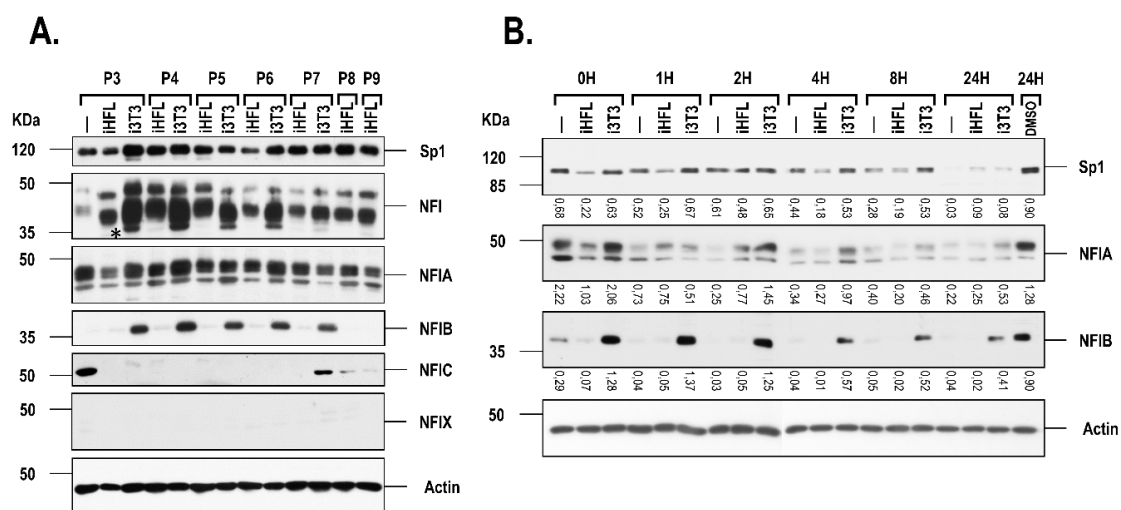 A.
P3 P4 P5 P6 P7 P8 P9
KDa
— iHFL i3T3 iHFL i3T3 iHFL i3T3 iHFL i3T3 iHFL i3T3 iHFL iHFL
120 Sp1
50
NFI
35 *
50
NFIA
NFIB
35
NFIC
50
50
NFIX
50
Actin
B.
0H 1H 2H 4H 8H 24H 24H
KDa
— iHFL i3T3 — iHFL i3T3 — iHFL i3T3 — iHFL i3T3 — iHFL i3T3 — iHFL i3T3 DMSO
120
Sp1
85
0,68 0,22 0,63 0,52 0,25 0,67 0,61 0,48 0,65 0,44 0,18 0,53 0,28 0,19 0,53 0,03 0,09 0,08 0,90
50
NFIA
2,22 1,03 2,06 0,73 0,75 0,51 0,25 0,77 1,45 0,34 0,27 0,97 0,40 0,20 0,46 0,22 0,25 0,53 1,28
NFIB
35
0,29 0,07 1,28 0,04 0,05 1,37 0,03 0,05 1,25 0,04 0,01 0,57 0,05 0,02 0,52 0,04 0,02 0,41 0,90
50
Actin